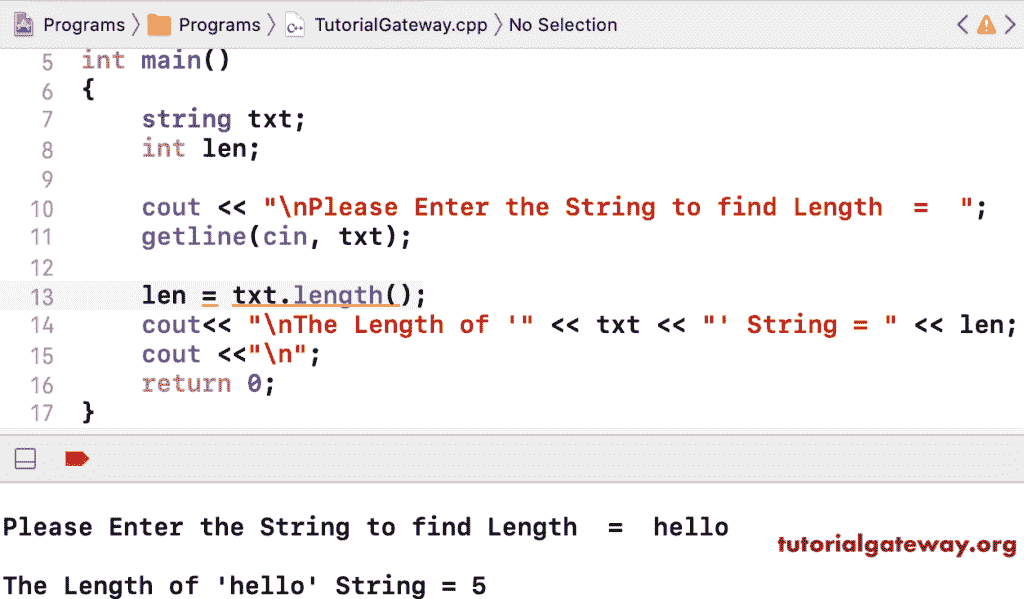 Programs 〉 Programs 〉 TutorialGateway.cpp 〉 No Selection
5 int main()
6 {
7 string txt;
8 int len;
9
10 cout << "\nPlease Enter the String to find Length  =  ";
11 getline(cin, txt);
12
13 len = txt.length();
14 cout<< "\nThe Length of '" << txt << "' String = " << len;
15 cout <<"\n";
16 return 0;
17 }
Please Enter the String to find Length  =  hello
tutorialgateway.org
The Length of 'hello' String = 5